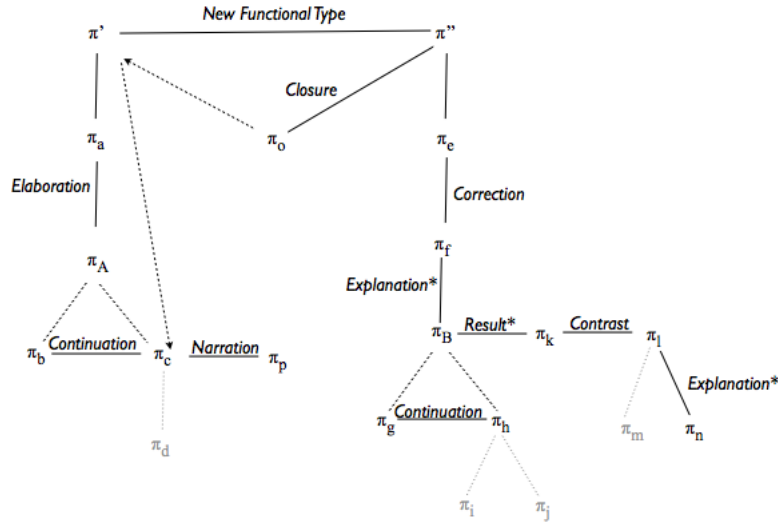 New Functional Type
π’ π”
Closure
πa πo πe
Elaboration Correction
πf
πA
Explanation*
πB Result* πk Contrast πl
πb Continuation πc Narration πp
Explanation*
πg Continuation πh πm πn
πd
πi πj